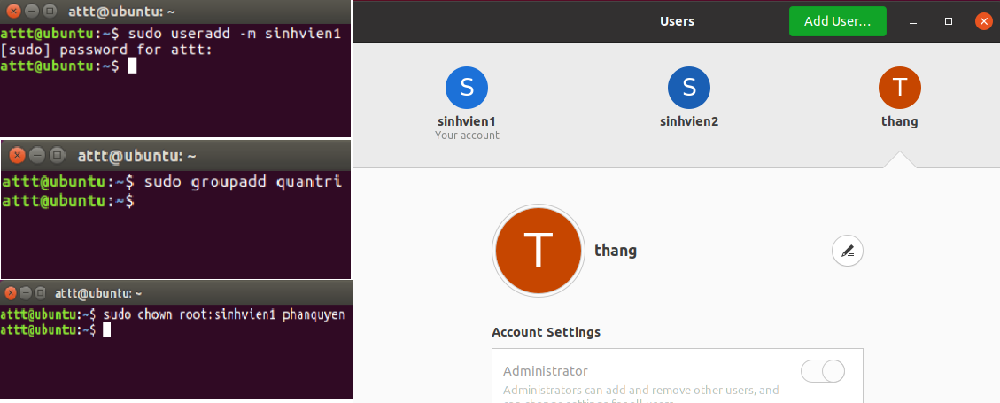 attt@ubuntu: ~
attt@ubuntu:~$ sudo useradd -m sinhvien1
[sudo] password for attt:
attt@ubuntu:~$
attt@ubuntu: ~
attt@ubuntu:~$ sudo groupadd quantri
attt@ubuntu:~$
attt@ubuntu: ~
attt@ubuntu:~$ sudo chown root:sinhvien1 phanquyen
attt@ubuntu:~$
Users
Add User...
S
sinhvien1
Your account
S
sinhvien2
T
thang
T
thang
Account Settings
Administrator
Administrators can add and remove other users, and